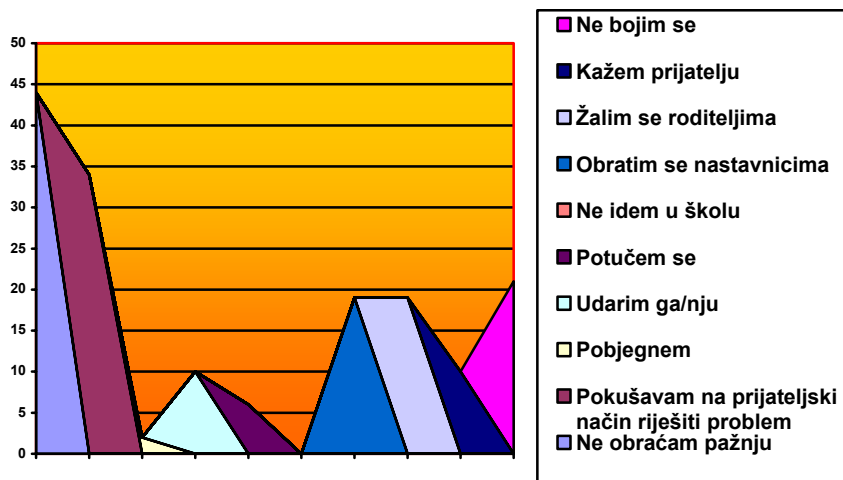 50
45
40
35
30
25
20
15
10
5
0
Ne bojim se
Kažem prijatelju
Žalim se roditeljima
Obratim se nastavnicima
Ne idem u školu
Potučem se
Udarim ga/nju
Pobjegnem
Pokušavam na prijateljski
način riješiti problem
Ne obraćam pažnju